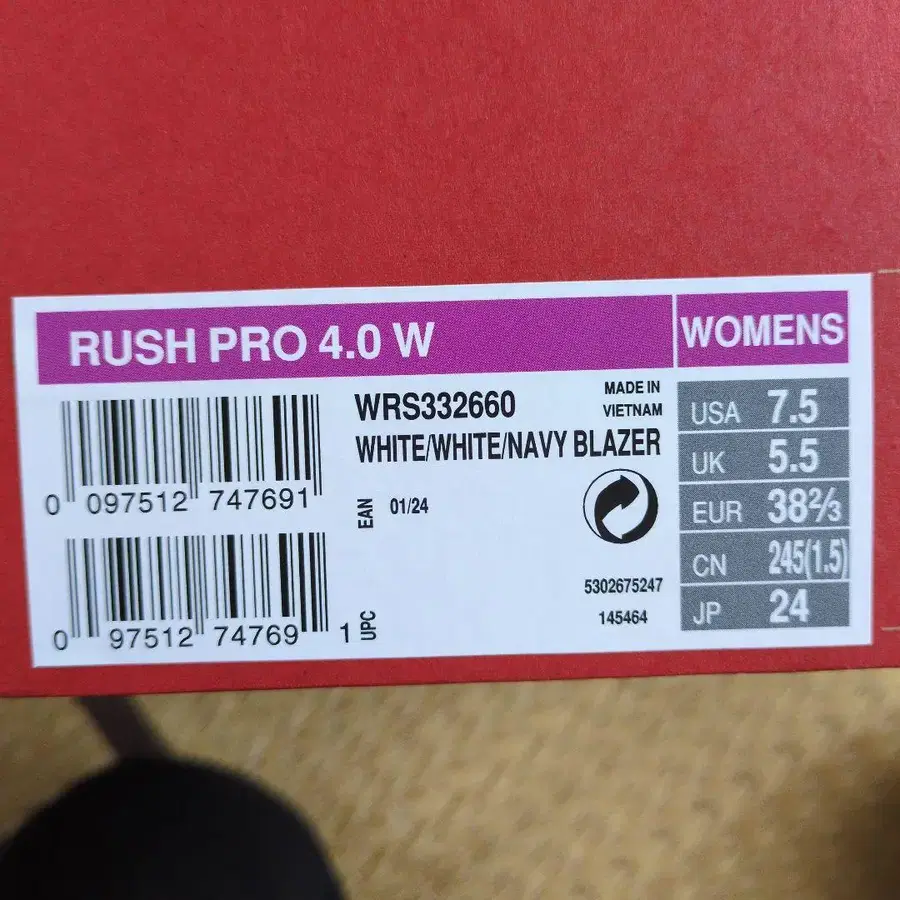 RUSH PRO 4.0 W
WOMENS
WRS332660
MADE IN
VIETNAM
WHITE/WHITE/NAVY BLAZER
0 097512 747691
EAN
01/24
0 97512 74769 1
UPC
5302675247
145464
USA 7.5
UK 5.5
EUR 38⅔
CN 245(1.5)
JP 24